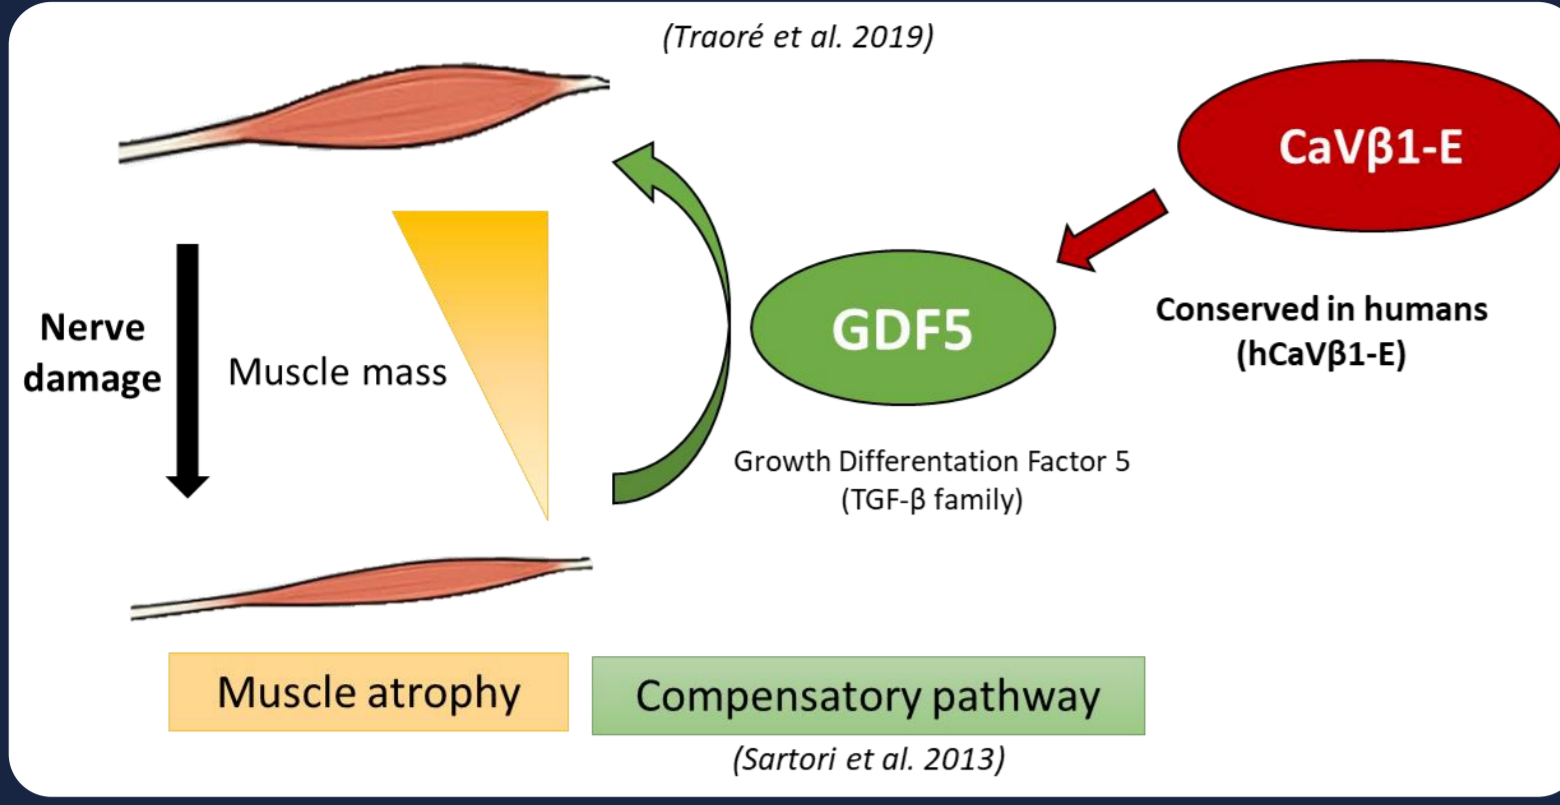 (Traoré et al. 2019)
CaVβ1-E
Nerve
damage
Muscle mass
GDF5
Conserved in humans
(hCaVβ1-E)
Growth Differentation Factor 5
(TGF-β family)
Muscle atrophy
Compensatory pathway
(Sartori et al. 2013)